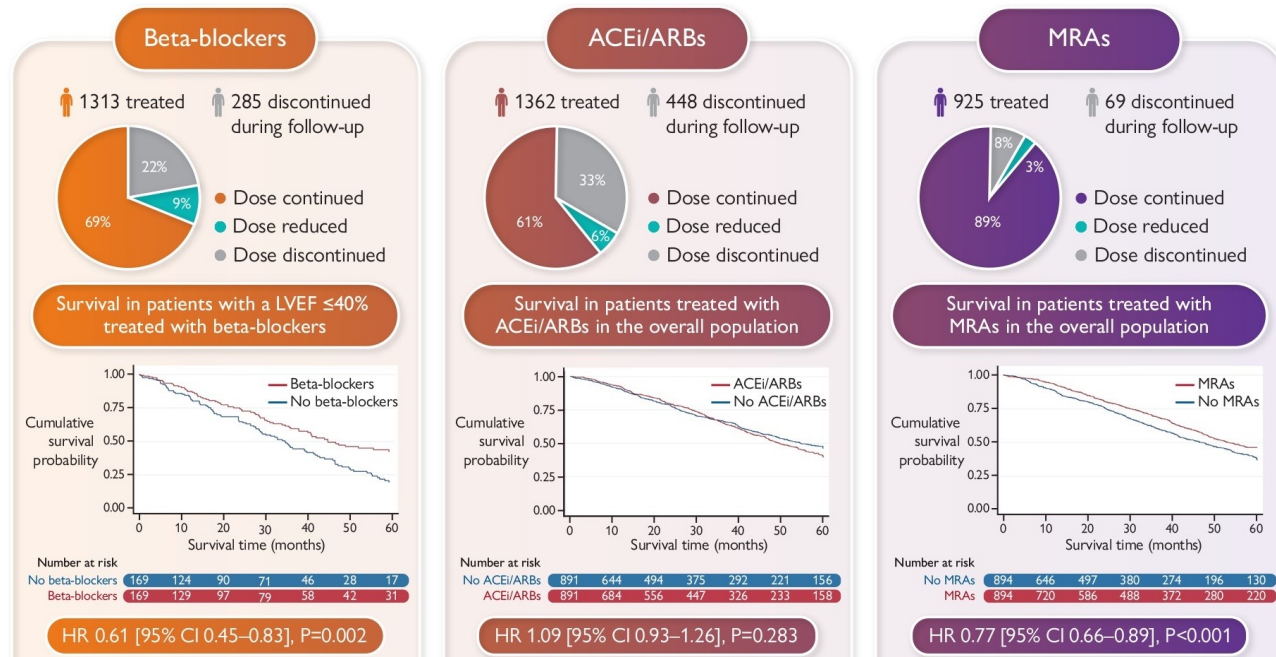 Beta-blockers
1313 treated
285 discontinued
during follow-up
22%
9%
69%
Dose continued
Dose reduced
Dose discontinued
Survival in patients with a LVEF ≤40%
treated with beta-blockers
Cumulative
survival
probability
1.00
0.75
0.50
0.25
0.00
Beta-blockers
No beta-blockers
0 10 20 30 40 50 60
Survival time (months)
Number at risk
No beta-blockers 169 124 90 71 46 28 17
Beta-blockers 169 129 97 79 58 42 31
HR 0.61 [95% CI 0.45–0.83], P=0.002
ACEi/ARBs
1362 treated
448 discontinued
during follow-up
33%
6%
61%
Dose continued
Dose reduced
Dose discontinued
Survival in patients treated with
ACEi/ARBs in the overall population
Cumulative
survival
probability
1.00
0.75
0.50
0.25
0.00
ACEi/ARBs
No ACEi/ARBs
0 10 20 30 40 50 60
Survival time (months)
Number at risk
No ACEi/ARBs 891 644 494 375 292 221 156
ACEi/ARBs 891 684 556 447 326 233 158
HR 1.09 [95% CI 0.93–1.26], P=0.283
MRAs
925 treated
69 discontinued
during follow-up
8%
3%
89%
Dose continued
Dose reduced
Dose discontinued
Survival in patients treated with
MRAs in the overall population
Cumulative
survival
probability
1.00
0.75
0.50
0.25
0.00
MRAs
No MRAs
0 10 20 30 40 50 60
Survival time (months)
Number at risk
No MRAs 894 646 497 380 274 196 130
MRAs 894 720 586 488 372 280 220
HR 0.77 [95% CI 0.66–0.89], P<0.001